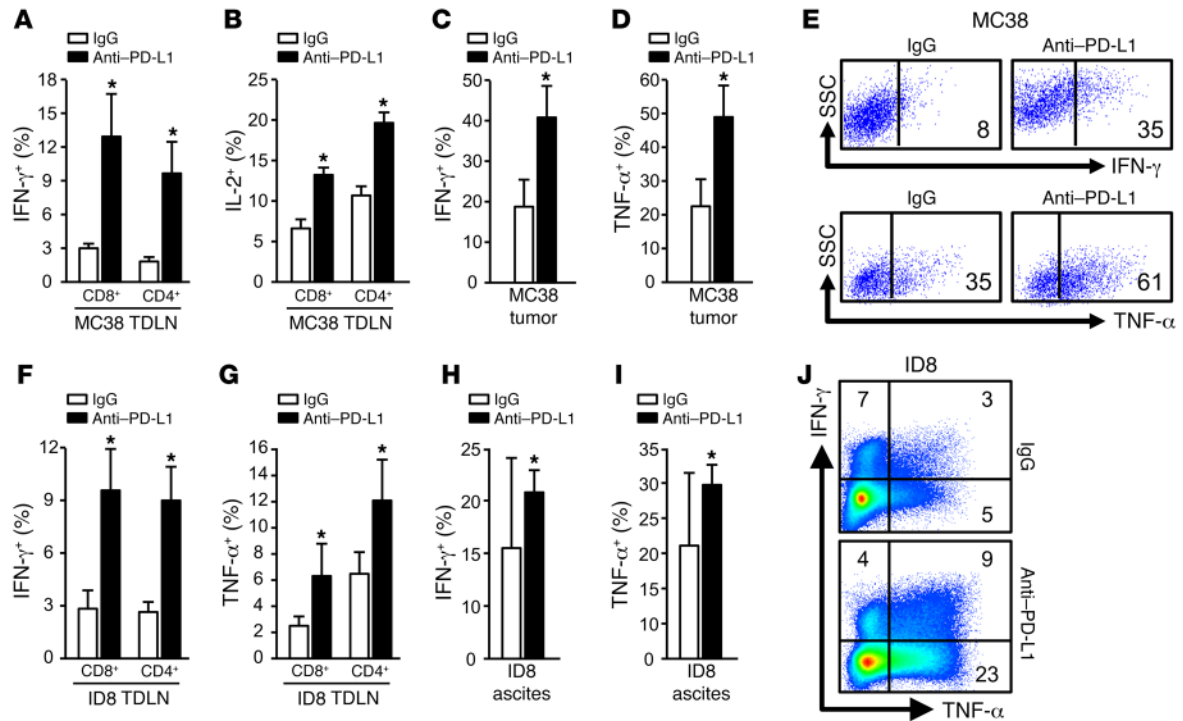 A
IgG
Anti–PD-L1
IFN-γ⁺ (%)
18
15
12
9
6
3
0
*
*
CD8⁺ CD4⁺
MC38 TDLN
B
IgG
Anti–PD-L1
IL-2⁺ (%)
25
20
15
10
5
0
*
*
CD8⁺ CD4⁺
MC38 TDLN
C
IgG
Anti–PD-L1
IFN-γ⁺ (%)
50
40
30
20
10
0
*
MC38
tumor
D
IgG
Anti–PD-L1
TNF-α⁺ (%)
60
50
40
30
20
10
0
*
MC38
tumor
E
MC38
IgG
Anti–PD-L1
SSC
8
35
IFN-γ
IgG
Anti–PD-L1
SSC
35
61
TNF-α
F
IgG
Anti–PD-L1
IFN-γ⁺ (%)
12
9
6
3
0
*
*
CD8⁺ CD4⁺
ID8 TDLN
G
IgG
Anti–PD-L1
TNF-α⁺ (%)
16
14
12
10
8
6
4
2
0
*
*
CD8⁺ CD4⁺
ID8 TDLN
H
IgG
Anti–PD-L1
IFN-γ⁺ (%)
25
20
15
10
0
*
ID8
ascites
I
IgG
Anti–PD-L1
TNF-α⁺ (%)
35
30
25
20
15
10
0
*
ID8
ascites
J
ID8
IFN-γ
7 3
5
IgG
4 9
23
Anti–PD-L1
TNF-α